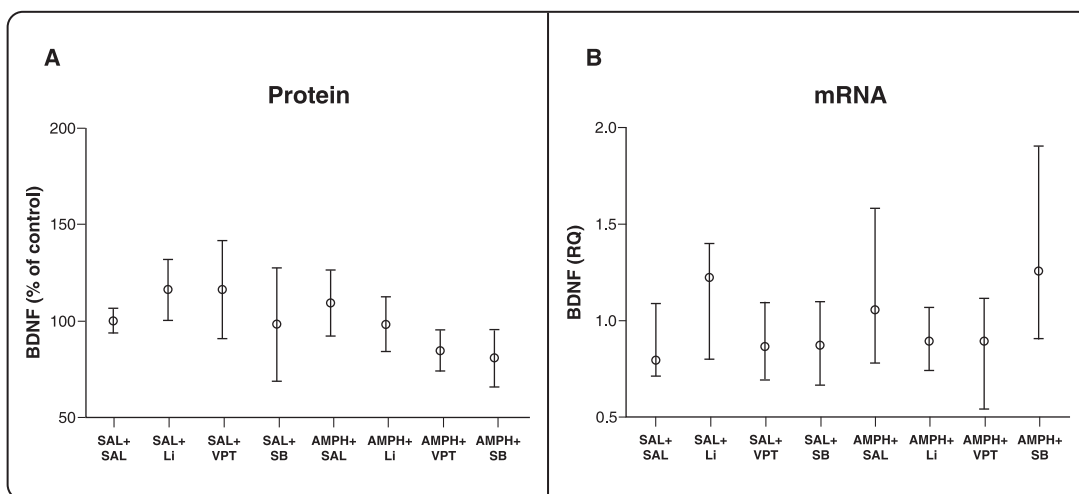 A
Protein
BDNF (% of control)
200
150
100
50
SAL+ SAL+ SAL+ SAL+ AMPH+ AMPH+ AMPH+ AMPH+
SAL Li VPT SB SAL Li VPT SB
B
mRNA
BDNF (RQ)
2.0
1.5
1.0
0.5
SAL+ SAL+ SAL+ SAL+ AMPH+ AMPH+ AMPH+ AMPH+
SAL Li VPT SB SAL Li VPT SB